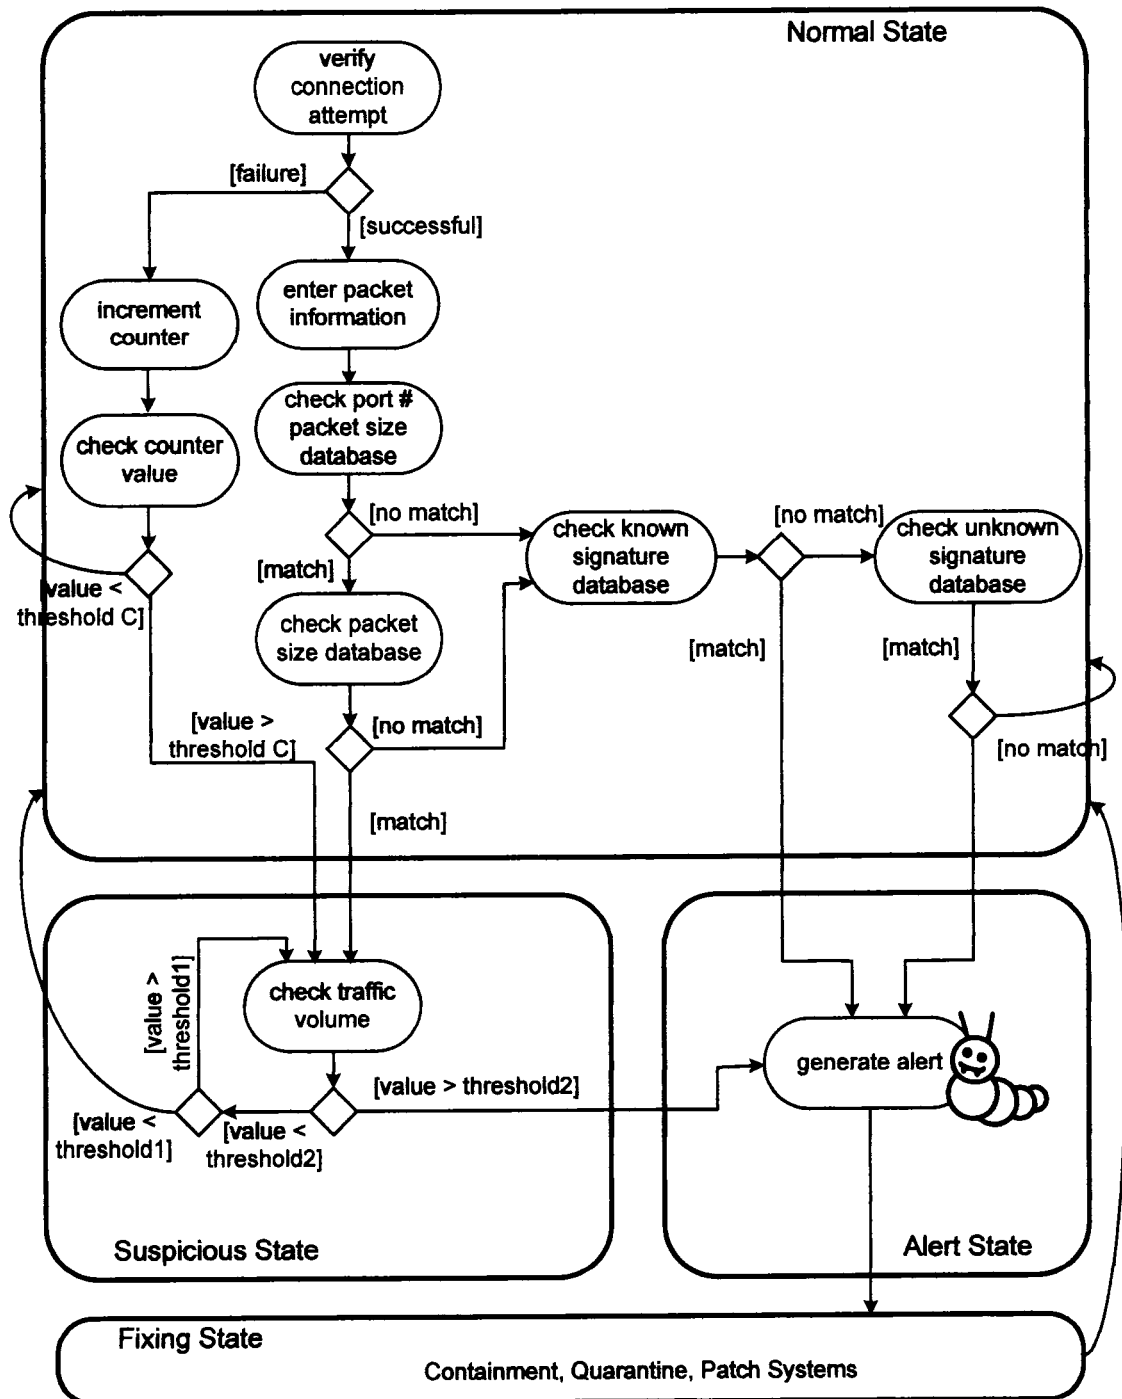 Normal State
verify
connection
attempt
[failure]
[successful]
increment
counter
enter packet
information
check counter
value
check port #
packet size
database
[no match]
[match]
check known
signature
database
[no match]
check unknown
signature
database
[value <
threshold C]
check packet
size database
[match]
[match]
[value >
threshold C]
[no match]
[no match]
[match]
[value >
threshold1]
check traffic
volume
[value > threshold2]
generate alert
[value <
threshold1]
[value <
threshold2]
Suspicious State
Alert State
Fixing State
Containment, Quarantine, Patch Systems